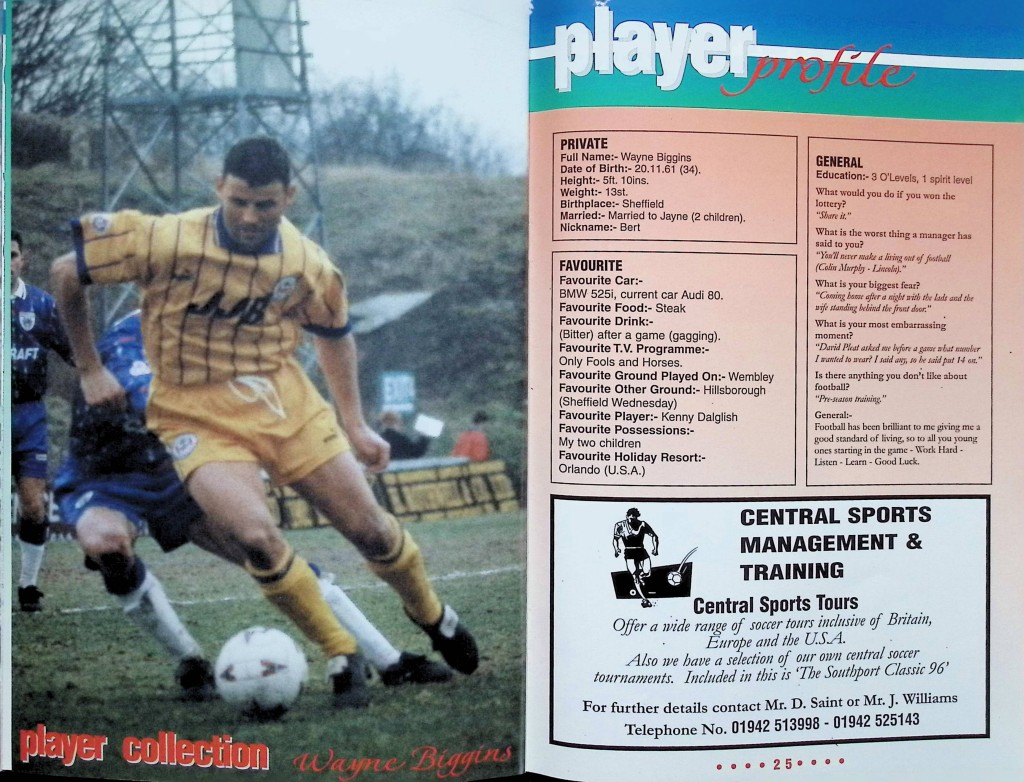 RAFT
player collection
Wayne Biggins
player profile
PRIVATE
Full Name:- Wayne Biggins
Date of Birth:- 20.11.61 (34).
Height:- 5ft. 10ins.
Weight:- 13st.
Birthplace:- Sheffield
Married:- Married to Jayne (2 children).
Nickname:- Bert
FAVOURITE
Favourite Car:-
BMW 525i, current car Audi 80.
Favourite Food:- Steak
Favourite Drink:-
(Bitter) after a game (gagging).
Favourite T.V. Programme:-
Only Fools and Horses.
Favourite Ground Played On:- Wembley
Favourite Other Ground:- Hillsborough
(Sheffield Wednesday)
Favourite Player:- Kenny Dalglish
Favourite Possessions:-
My two children
Favourite Holiday Resort:-
Orlando (U.S.A.)
GENERAL
Education:- 3 O'Levels, 1 spirit level
What would you do if you won the
lottery?
"Share it."
What is the worst thing a manager has
said to you?
"You'll never make a living out of football
(Colin Murphy - Lincoln)."
What is your biggest fear?
"Coming home after a night with the lads and the
wife standing behind the front door."
What is your most embarrassing
moment?
"David Pleat asked me before a game what number
I wanted to wear? I said any, so he said put 14 on."
Is there anything you don't like about
football?
"Pre-season training."
General:-
Football has been brilliant to me giving me a
good standard of living, so to all you young
ones starting in the game - Work Hard -
Listen - Learn - Good Luck.
CENTRAL SPORTS
MANAGEMENT &
TRAINING
Central Sports Tours
Offer a wide range of soccer tours inclusive of Britain,
Europe and the U.S.A.
Also we have a selection of our own central soccer
tournaments. Included in this is 'The Southport Classic 96'
For further details contact Mr. D. Saint or Mr. J. Williams
Telephone No. 01942 513998 - 01942 525143
• • • • 25 • • • •